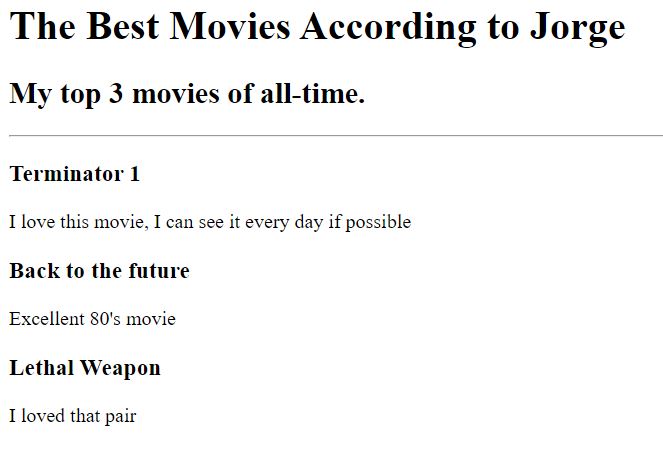 The Best Movies According to Jorge
My top 3 movies of all-time.
Terminator 1
I love this movie, I can see it every day if possible
Back to the future
Excellent 80's movie
Lethal Weapon
I loved that pair